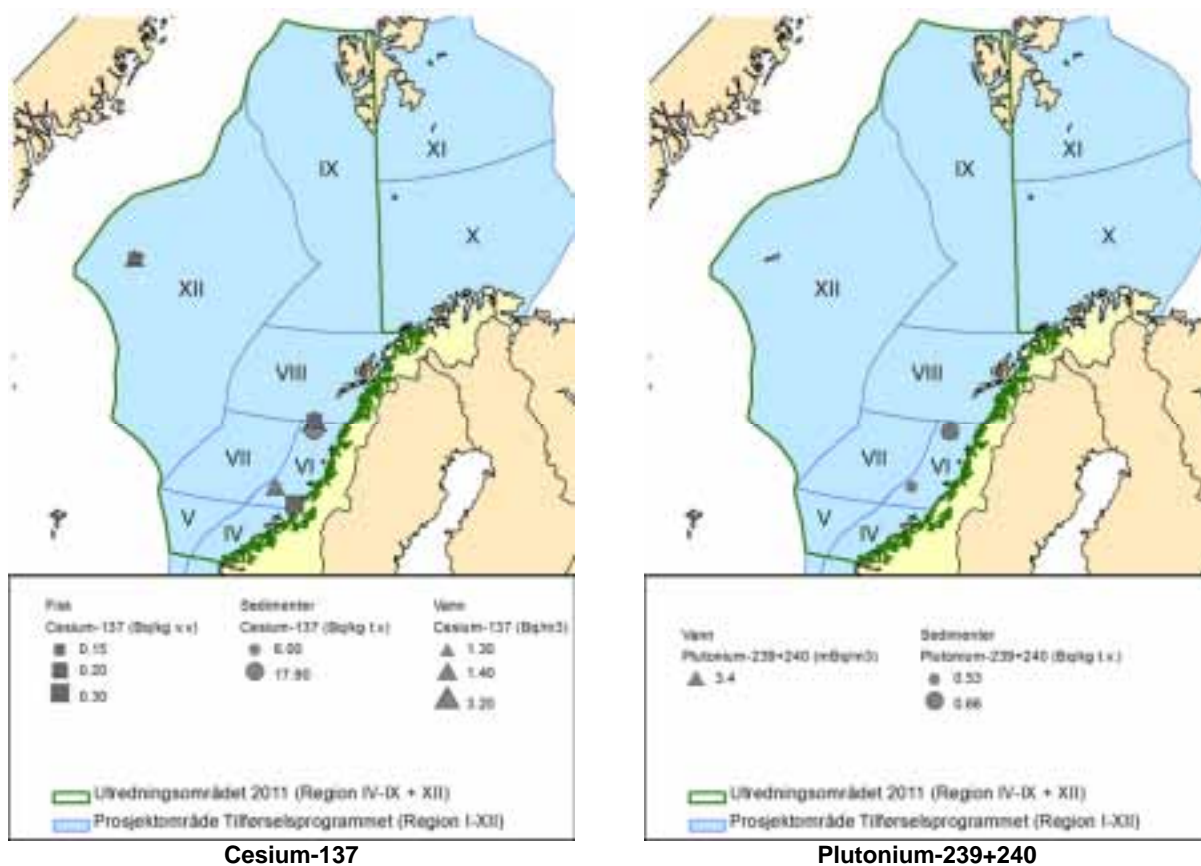 XI
IX
X
XII
VIII
VII
VI
V
IV
Fisk
Cesium-137 (Bq/kg v.v)
0.15
0.20
0.30
Sedimenter
Cesium-137 (Bq/kg t.v)
6.00
17.90
Vann
Cesium-137 (Bq/m3)
1.30
1.40
3.20
Utredningsområdet 2011 (Region IV-IX + XII)
Prosjektområde Tilførselsprogrammet (Region I-XII)
Cesium-137
XI
IX
X
XII
VIII
VII
VI
V
IV
Vann
Plutonium-239+240 (mBq/m3)
3.4
Sedimenter
Plutonium-239+240 (Bq/kg t.v.)
0.53
0.66
Utredningsområdet 2011 (Region IV-IX + XII)
Prosjektområde Tilførselsprogrammet (Region I-XII)
Plutonium-239+240